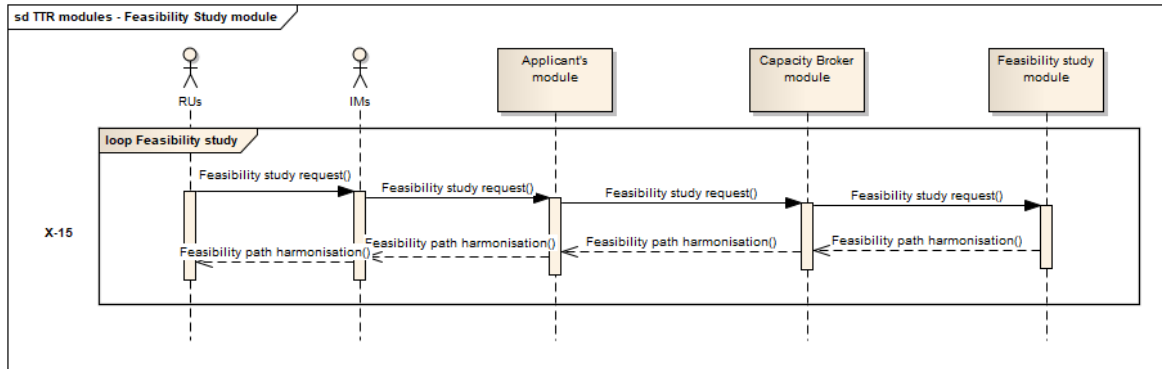 sd TTR modules - Feasibility Study module
RUs
IMs
Applicant's
module
Capacity Broker
module
Feasibility study
module
loop Feasibility study
X-15
Feasibility study request()
Feasibility study request()
Feasibility study request()
Feasibility study request()
Feasibility path harmonisation()
Feasibility path harmonisation()
Feasibility path harmonisation()
Feasibility path harmonisation()